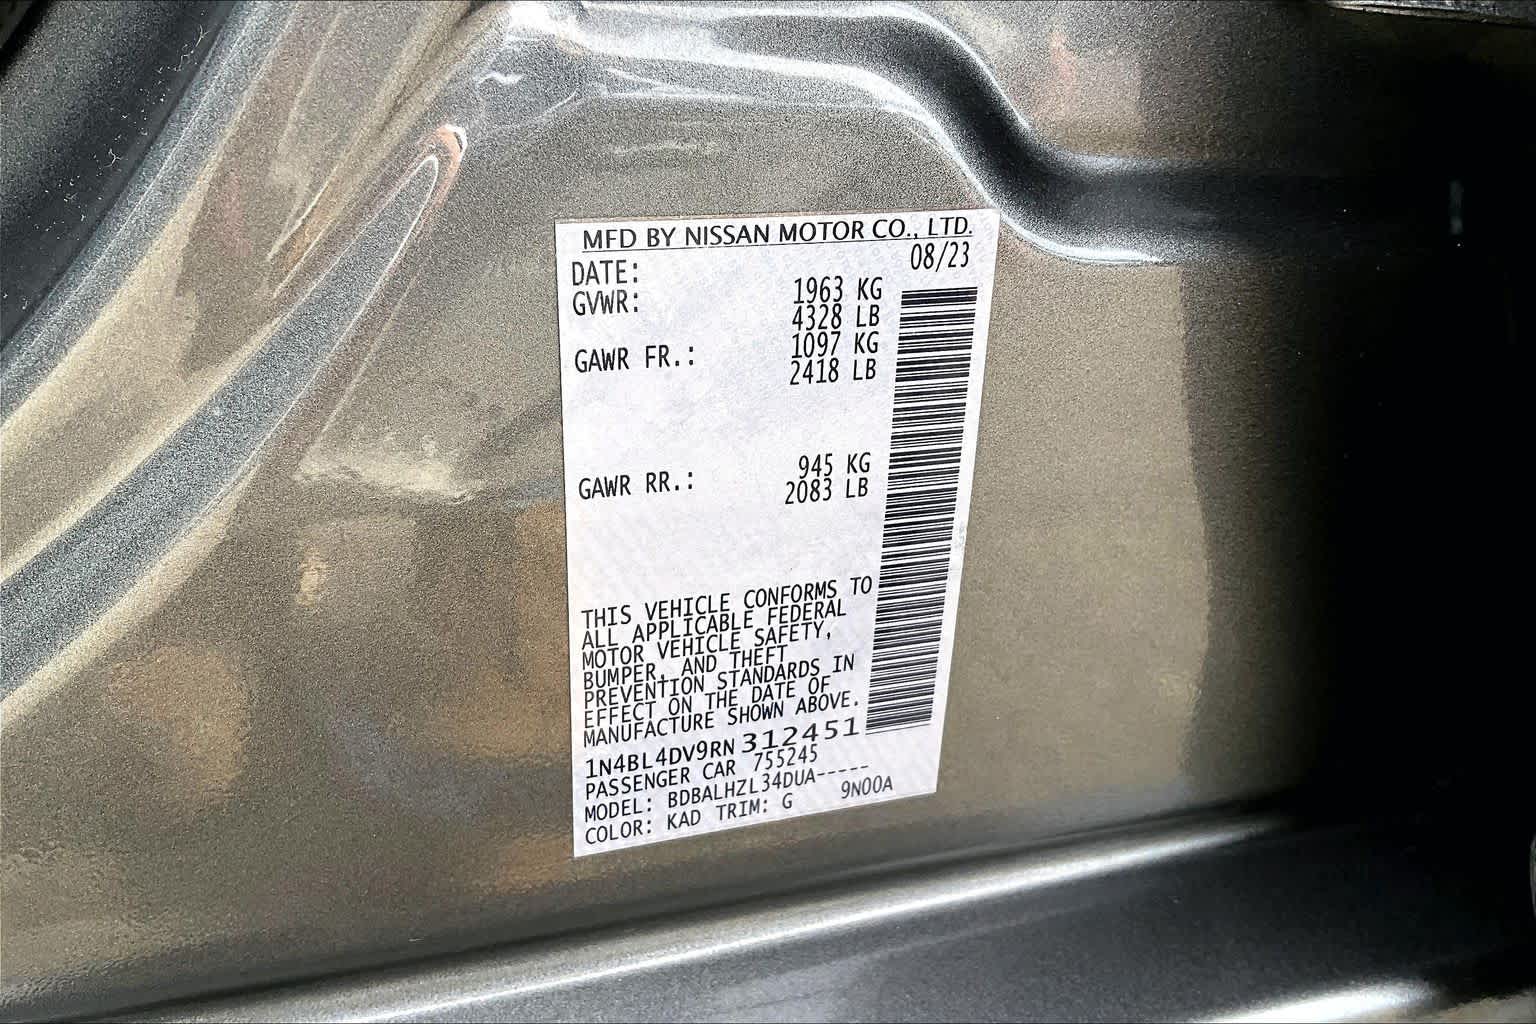 MFD BY NISSAN MOTOR CO., LTD.
DATE: 08/23
GVWR: 1963 KG
4328 LB
GAWR FR.: 1097 KG
2418 LB
GAWR RR.: 945 KG
2083 LB
THIS VEHICLE CONFORMS TO
ALL APPLICABLE FEDERAL
MOTOR VEHICLE SAFETY,
BUMPER, AND THEFT
PREVENTION STANDARDS IN
EFFECT ON THE DATE OF
MANUFACTURE SHOWN ABOVE.
1N4BL4DV9RN312451
PASSENGER CAR 755245
MODEL: BDBALHZL34DUA-----
COLOR: KAD TRIM: G 9N00A